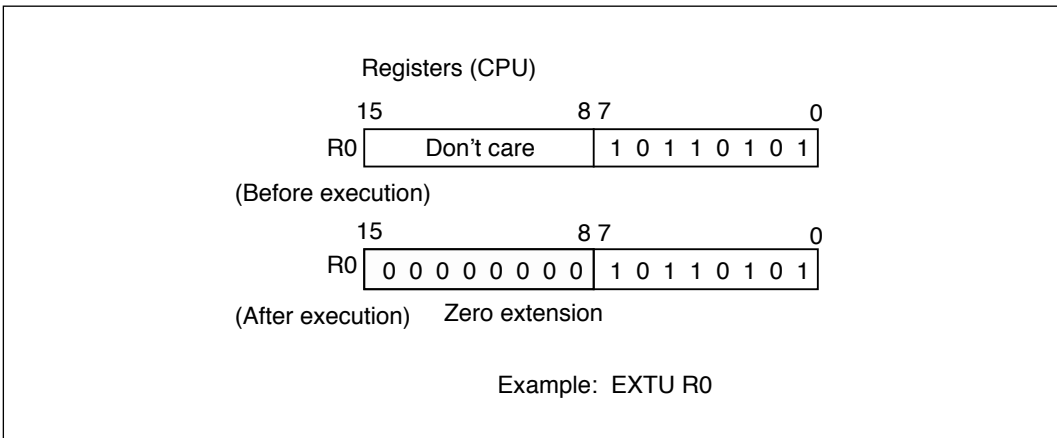 Registers (CPU)
15 8 7 0
R0 Don't care 1 0 1 1 0 1 0 1
(Before execution)
15 8 7 0
R0 0 0 0 0 0 0 0 0 1 0 1 1 0 1 0 1
(After execution) Zero extension
Example: EXTU R0